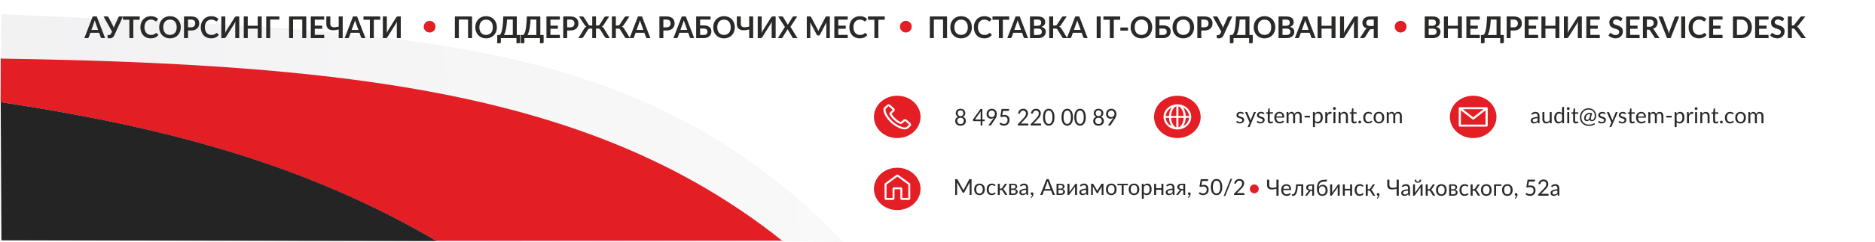 АУТСОРСИНГ ПЕЧАТИ • ПОДДЕРЖКА РАБОЧИХ МЕСТ • ПОСТАВКА IT-ОБОРУДОВАНИЯ • ВНЕДРЕНИЕ SERVICE DESK
8 495 220 00 89 system-print.com audit@system-print.com
Москва, Авиамоторная, 50/2 • Челябинск, Чайковского, 52а